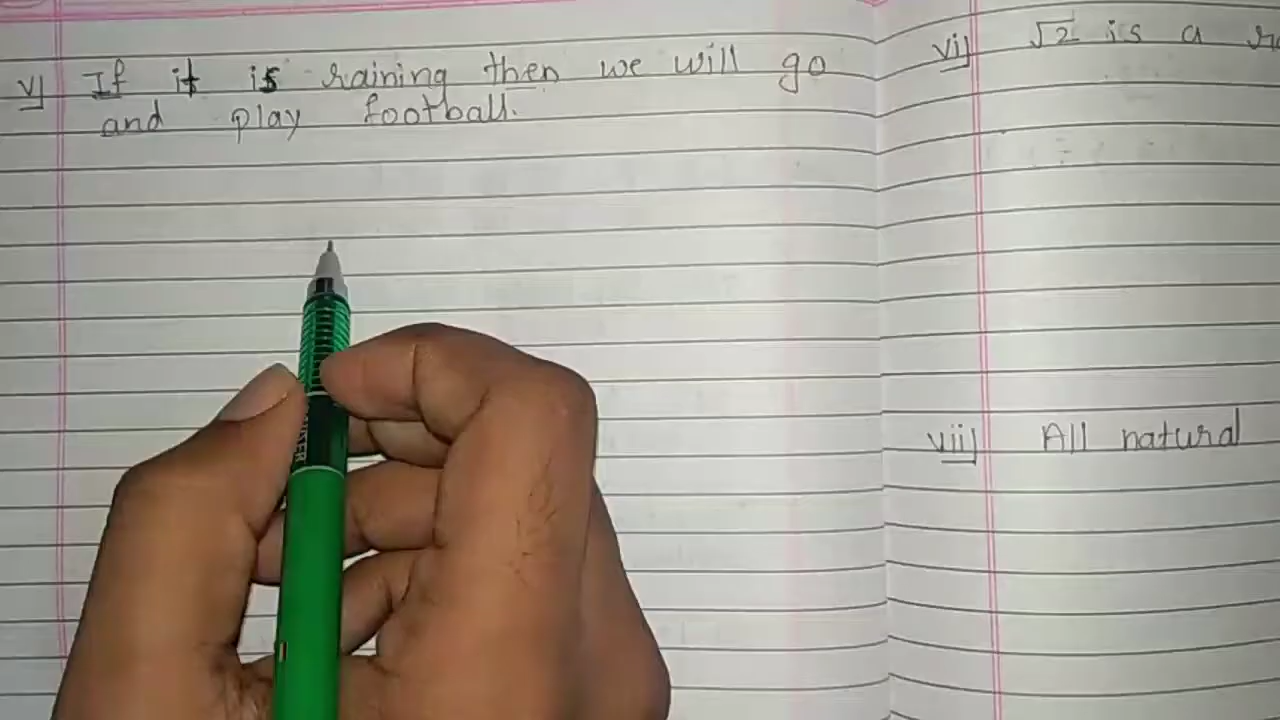 v) If it is raining then we will go
and play football.
vi) √2 is a
vii) All natural